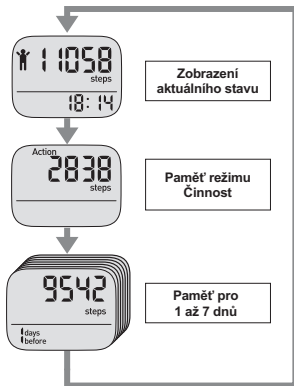 11058
steps
18:14
Zobrazení
aktuálního stavu
Action
2838
steps
Paměť režimu
Činnost
9542
steps
1 days
before
Paměť pro
1 až 7 dnů